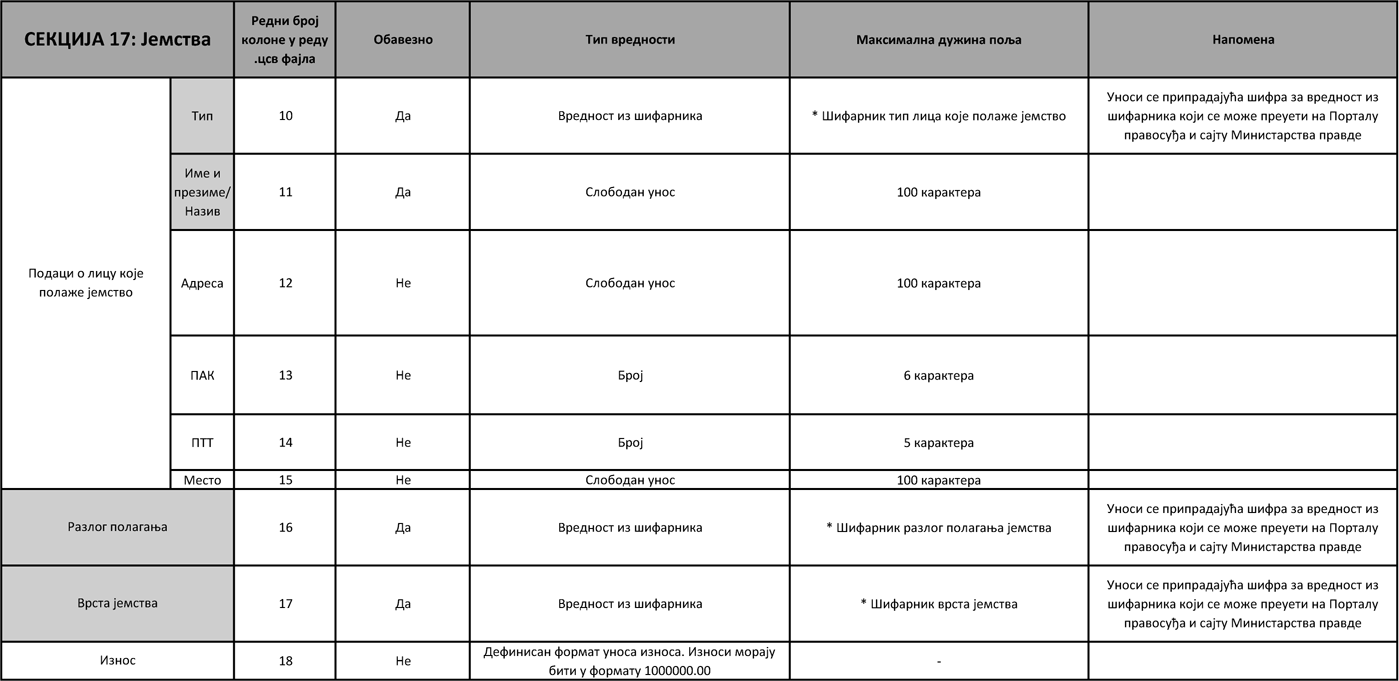 СЕКЦИЈА 17: Јемства
Редни број
колоне у реду
.цсв фајла
Обавезно
Тип вредности
Максимална дужина поља
Напомена
Подаци о лицу које
полаже јемство
Тип
10
Да
Вредност из шифарника
* Шифарник тип лица које полаже јемство
Уноси се припрадајућа шифра за вредност из
шифарника који се може преуети на Порталу
правосуђа и сајту Министарства правде
Име и
презиме/
Назив
11
Да
Слободан унос
100 карактера
Адреса
12
Не
Слободан унос
100 карактера
ПАК
13
Не
Број
6 карактера
ПТТ
14
Не
Број
5 карактера
Место
15
Не
Слободан унос
100 карактера
Разлог полагања
16
Да
Вредност из шифарника
* Шифарник разлог полагања јемства
Уноси се припрадајућа шифра за вредност из
шифарника који се може преуети на Порталу
правосуђа и сајту Министарства правде
Врста јемства
17
Да
Вредност из шифарника
* Шифарник врста јемства
Уноси се припрадајућа шифра за вредност из
шифарника који се може преуети на Порталу
правосуђа и сајту Министарства правде
Износ
18
Не
Дефинисан формат уноса износа. Износи морају
бити у формату 1000000.00
-